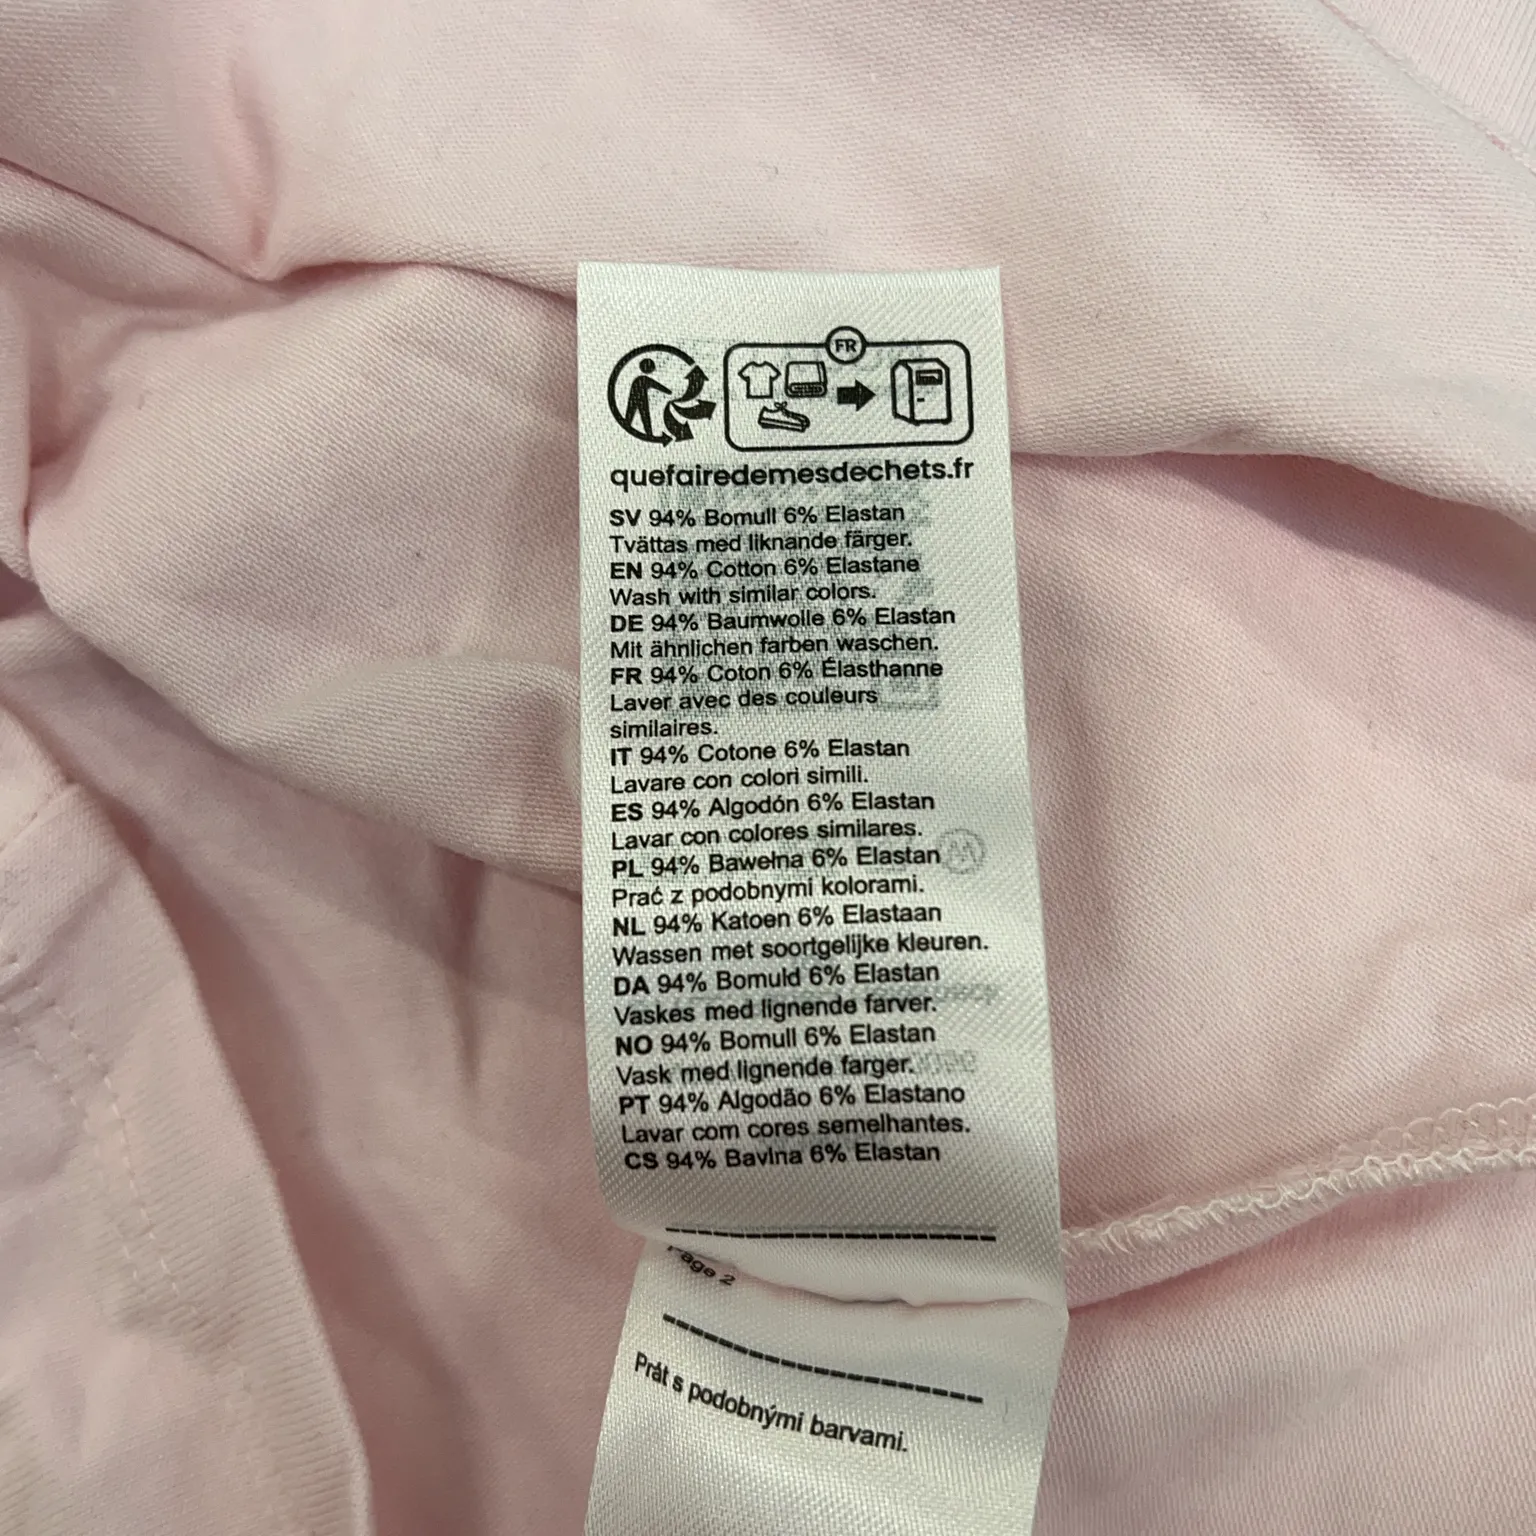 FR
quefairedemesdechets.fr
SV 94% Bomull 6% Elastan
Tvättas med liknande färger.
EN 94% Cotton 6% Elastane
Wash with similar colors.
DE 94% Baumwolle 6% Elastan
Mit ähnlichen farben waschen.
FR 94% Coton 6% Élasthanne
Laver avec des couleurs
similaires.
IT 94% Cotone 6% Elastan
Lavare con colori simili.
ES 94% Algodón 6% Elastan
Lavar con colores similares.
PL 94% Bawełna 6% Elastan
Prać z podobnymi kolorami.
NL 94% Katoen 6% Elastaan
Wassen met soortgelijke kleuren.
DA 94% Bomuld 6% Elastan
Vaskes med lignende farver.
NO 94% Bomull 6% Elastan
Vask med lignende farger.
PT 94% Algodão 6% Elastano
Lavar com cores semelhantes.
CS 94% Bavlna 6% Elastan
Page 2
Prát s podobnými barvami.